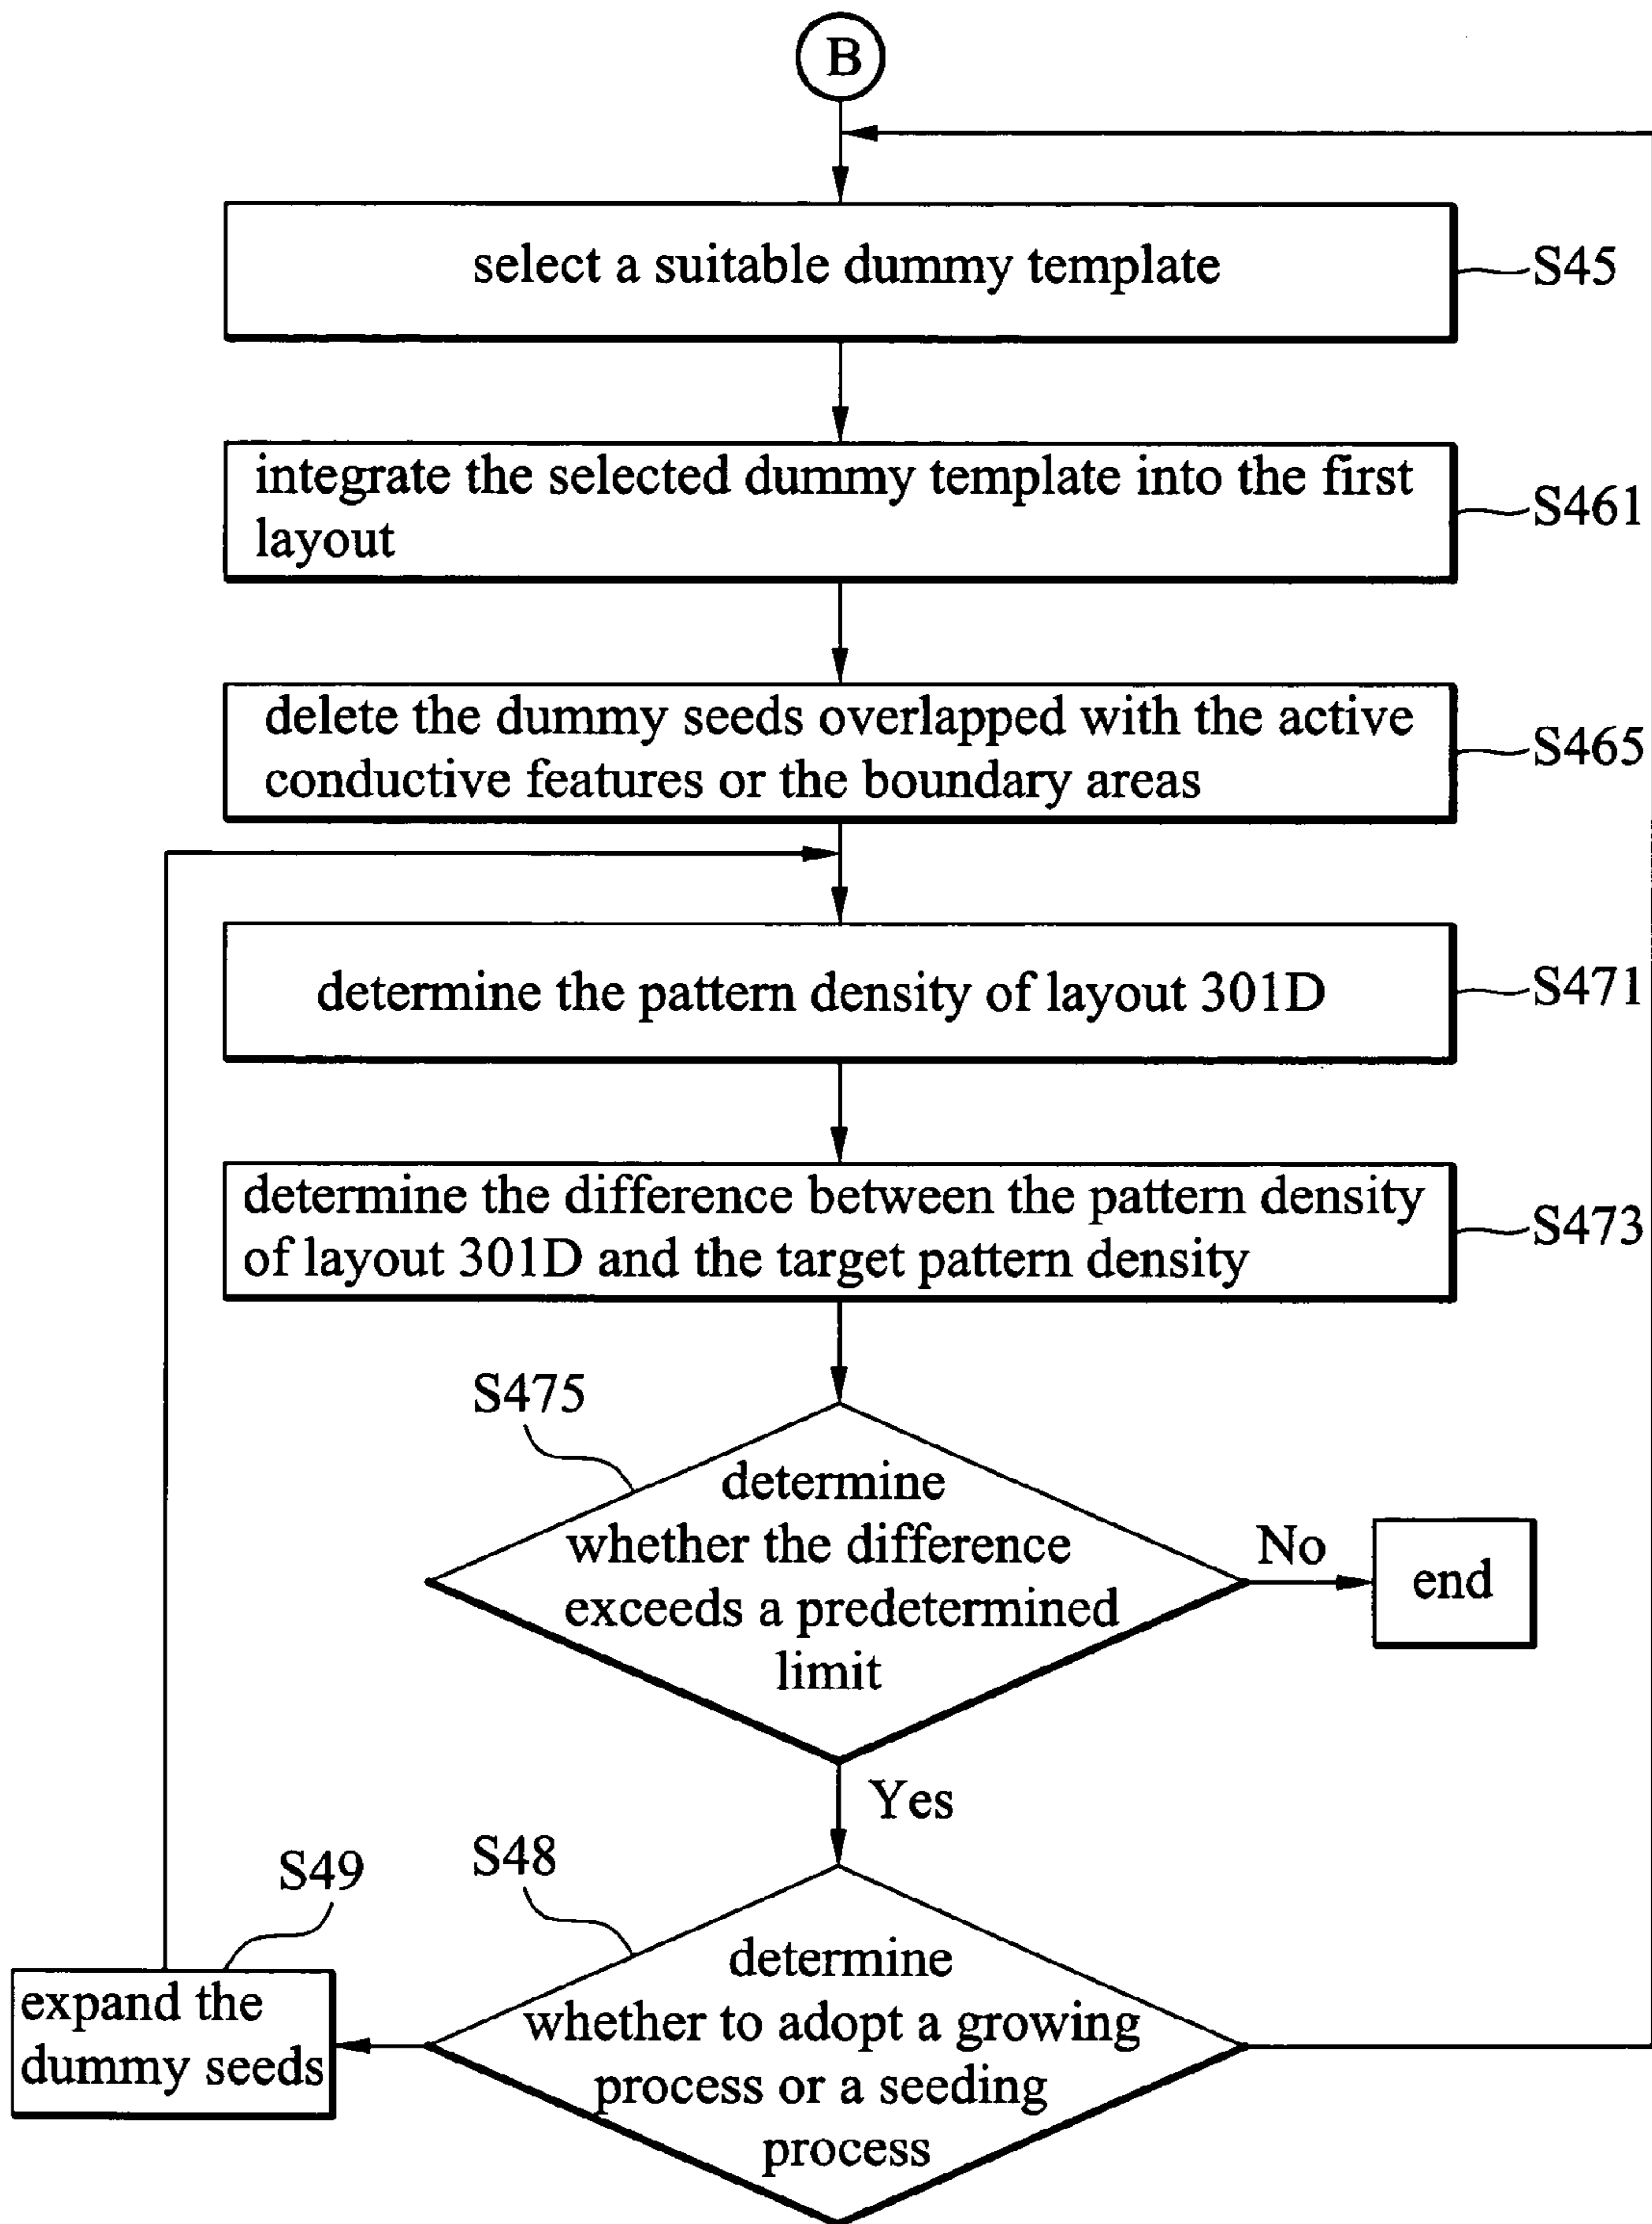 B
select a suitable dummy template
S45
integrate the selected dummy template into the first
layout
S461
delete the dummy seeds overlapped with the active
conductive features or the boundary areas
S465
determine the pattern density of layout 301D
S471
determine the difference between the pattern density
of layout 301D and the target pattern density
S473
S475
determine
whether the difference
exceeds a predetermined
limit
No
end
Yes
S49
S48
expand the
dummy seeds
determine
whether to adopt a growing
process or a seeding
process